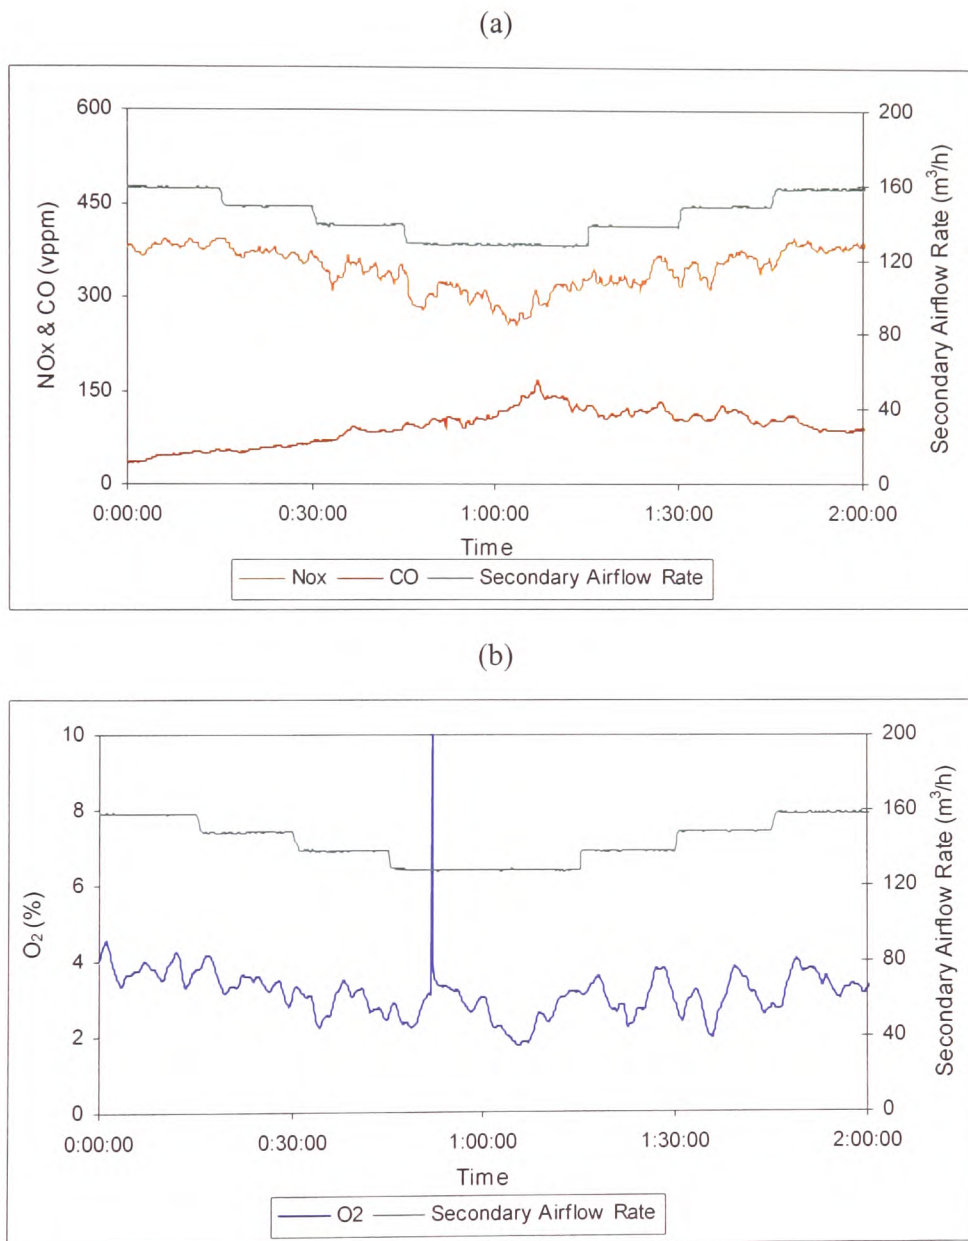 (a)
600
450
300
150
0
NOx & CO (vppm)
200
160
120
80
40
0
Secondary Airflow Rate (m³/h)
0:00:00 0:30:00 1:00:00 1:30:00 2:00:00
Time
Nox CO Secondary Airflow Rate
(b)
10
8
6
4
2
0
O₂ (%)
200
160
120
80
40
0
Secondary Airflow Rate (m³/h)
0:00:00 0:30:00 1:00:00 1:30:00 2:00:00
Time
O2 Secondary Airflow Rate